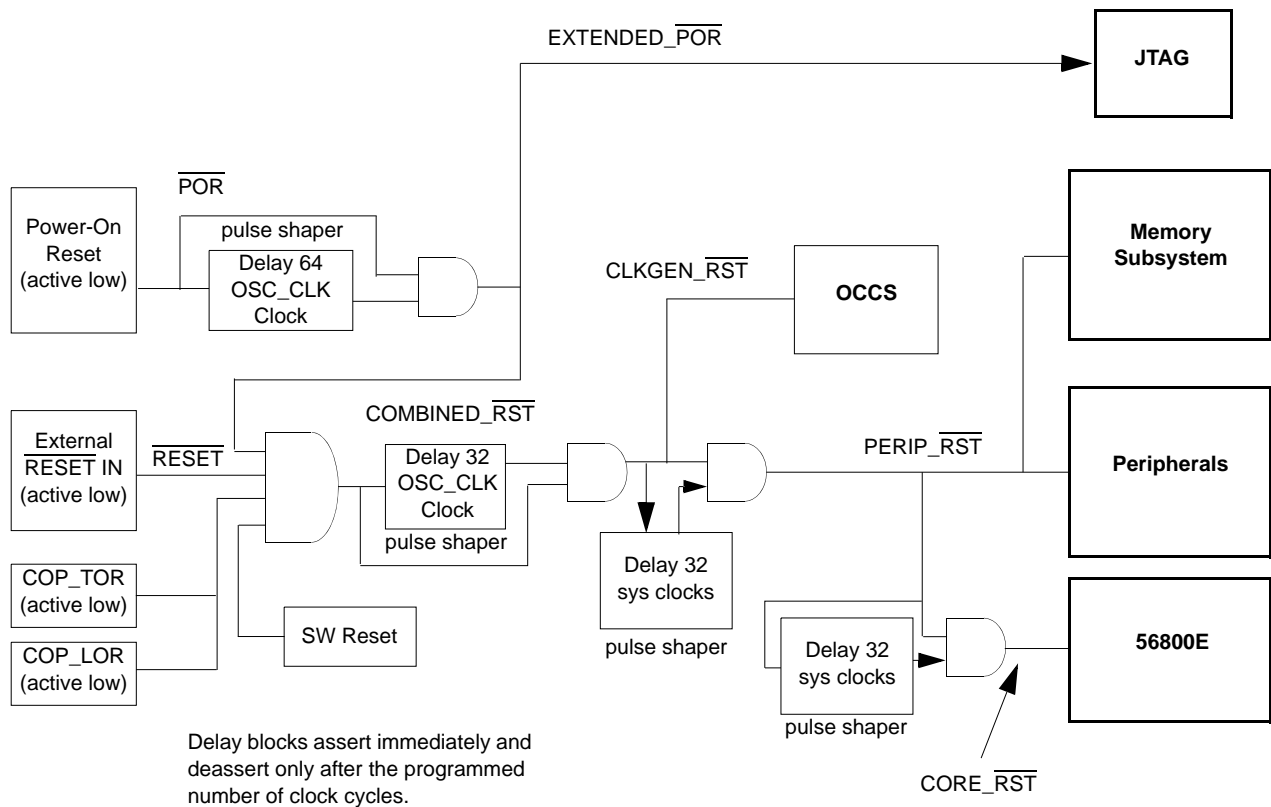 EXTENDED_POR
JTAG
POR
Power-On
Reset
(active low)
pulse shaper
Delay 64
OSC_CLK
Clock
CLKGEN_RST
OCCS
Memory
Subsystem
External
RESET IN
(active low)
RESET
COMBINED_RST
Delay 32
OSC_CLK
Clock
pulse shaper
PERIP_RST
Peripherals
COP_TOR
(active low)
COP_LOR
(active low)
SW Reset
Delay 32
sys clocks
pulse shaper
Delay 32
sys clocks
pulse shaper
56800E
CORE_RST
Delay blocks assert immediately and
deassert only after the programmed
number of clock cycles.